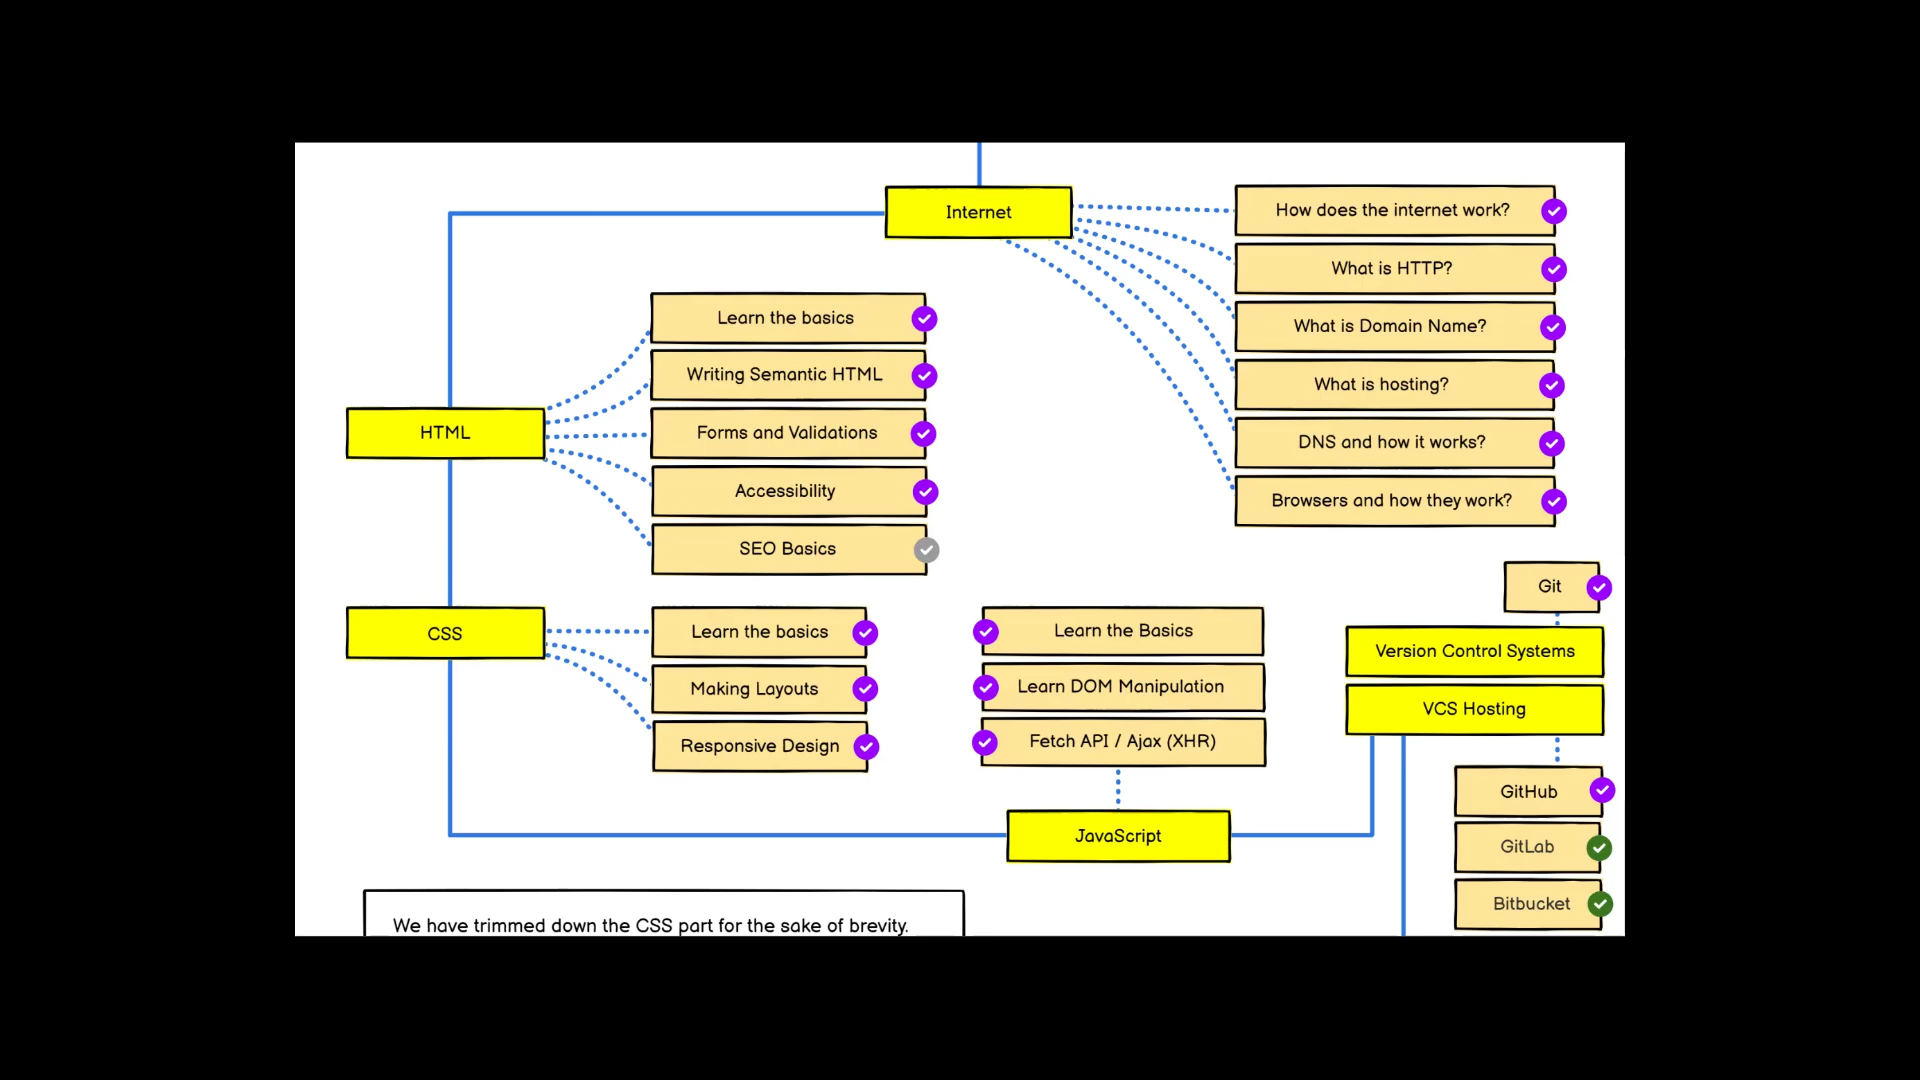 Internet
How does the internet work?
What is HTTP?
What is Domain Name?
What is hosting?
DNS and how it works?
Browsers and how they work?
HTML
Learn the basics
Writing Semantic HTML
Forms and Validations
Accessibility
SEO Basics
CSS
Learn the basics
Making Layouts
Responsive Design
Learn the Basics
Learn DOM Manipulation
Fetch API / Ajax (XHR)
JavaScript
Git
Version Control Systems
VCS Hosting
GitHub
GitLab
Bitbucket
We have trimmed down the CSS part for the sake of brevity.